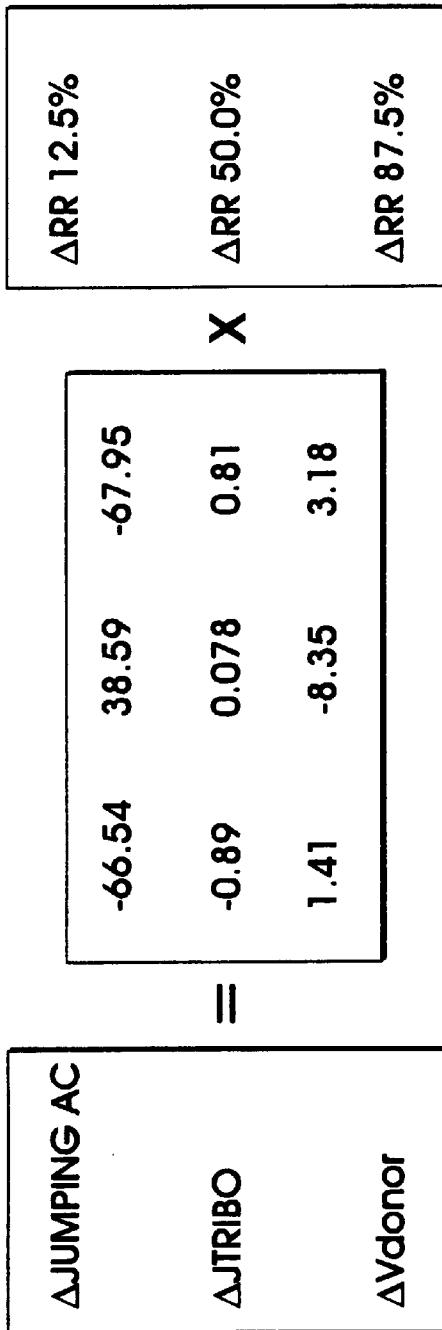 ΔJUMPING AC
ΔJTRIBO
ΔVdonor
=
-66.54 38.59 -67.95
-0.89 0.078 0.81
1.41 -8.35 3.18
X
ΔRR 12.5%
ΔRR 50.0%
ΔRR 87.5%